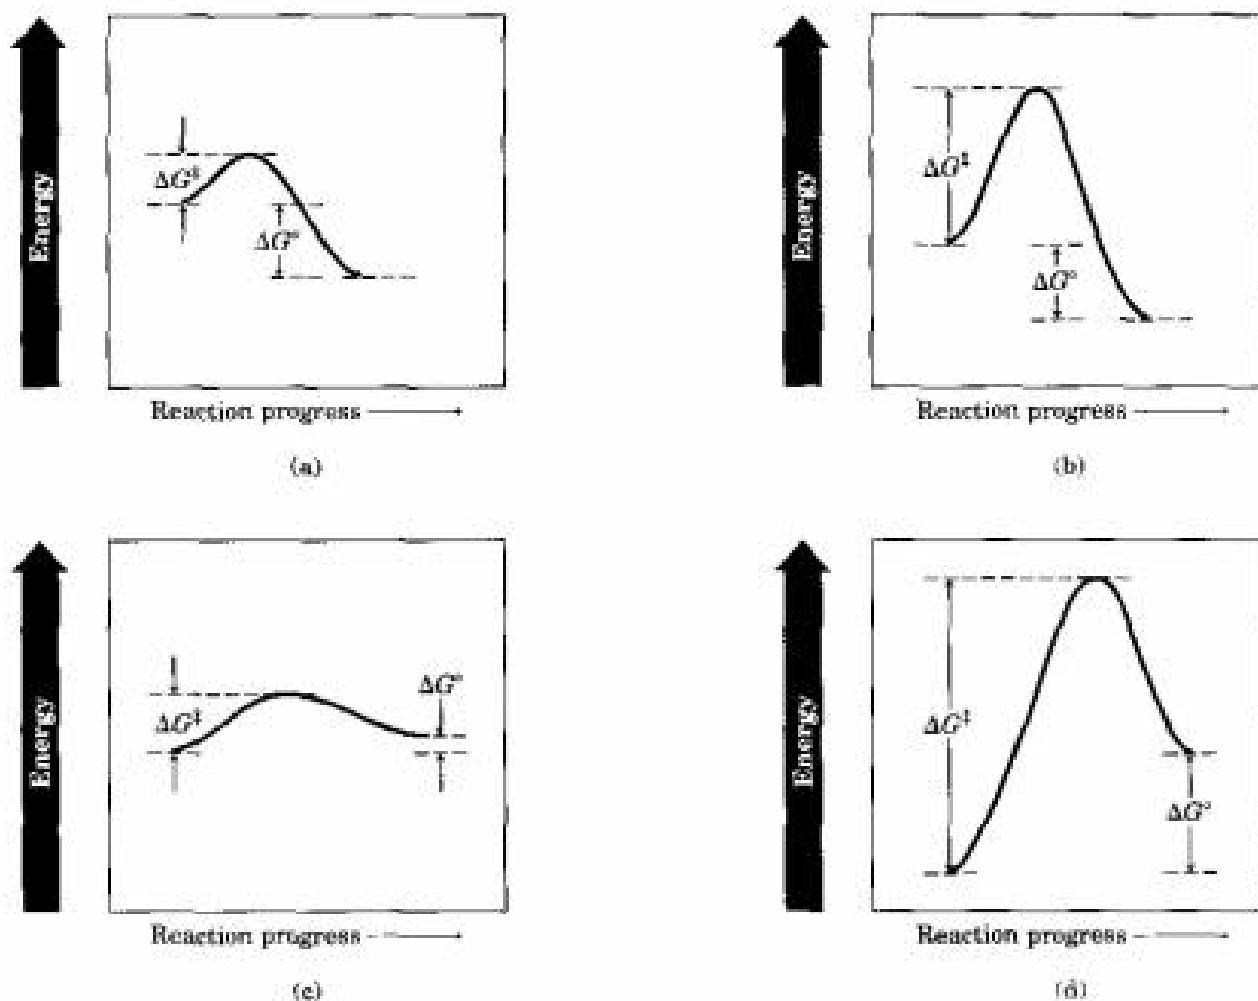 Energy
ΔG‡
ΔG°
Reaction progress
(a)
Energy
ΔG‡
ΔG°
Reaction progress
(b)
Energy
ΔG‡
ΔG°
Reaction progress
(c)
Energy
ΔG‡
ΔG°
Reaction progress
(d)